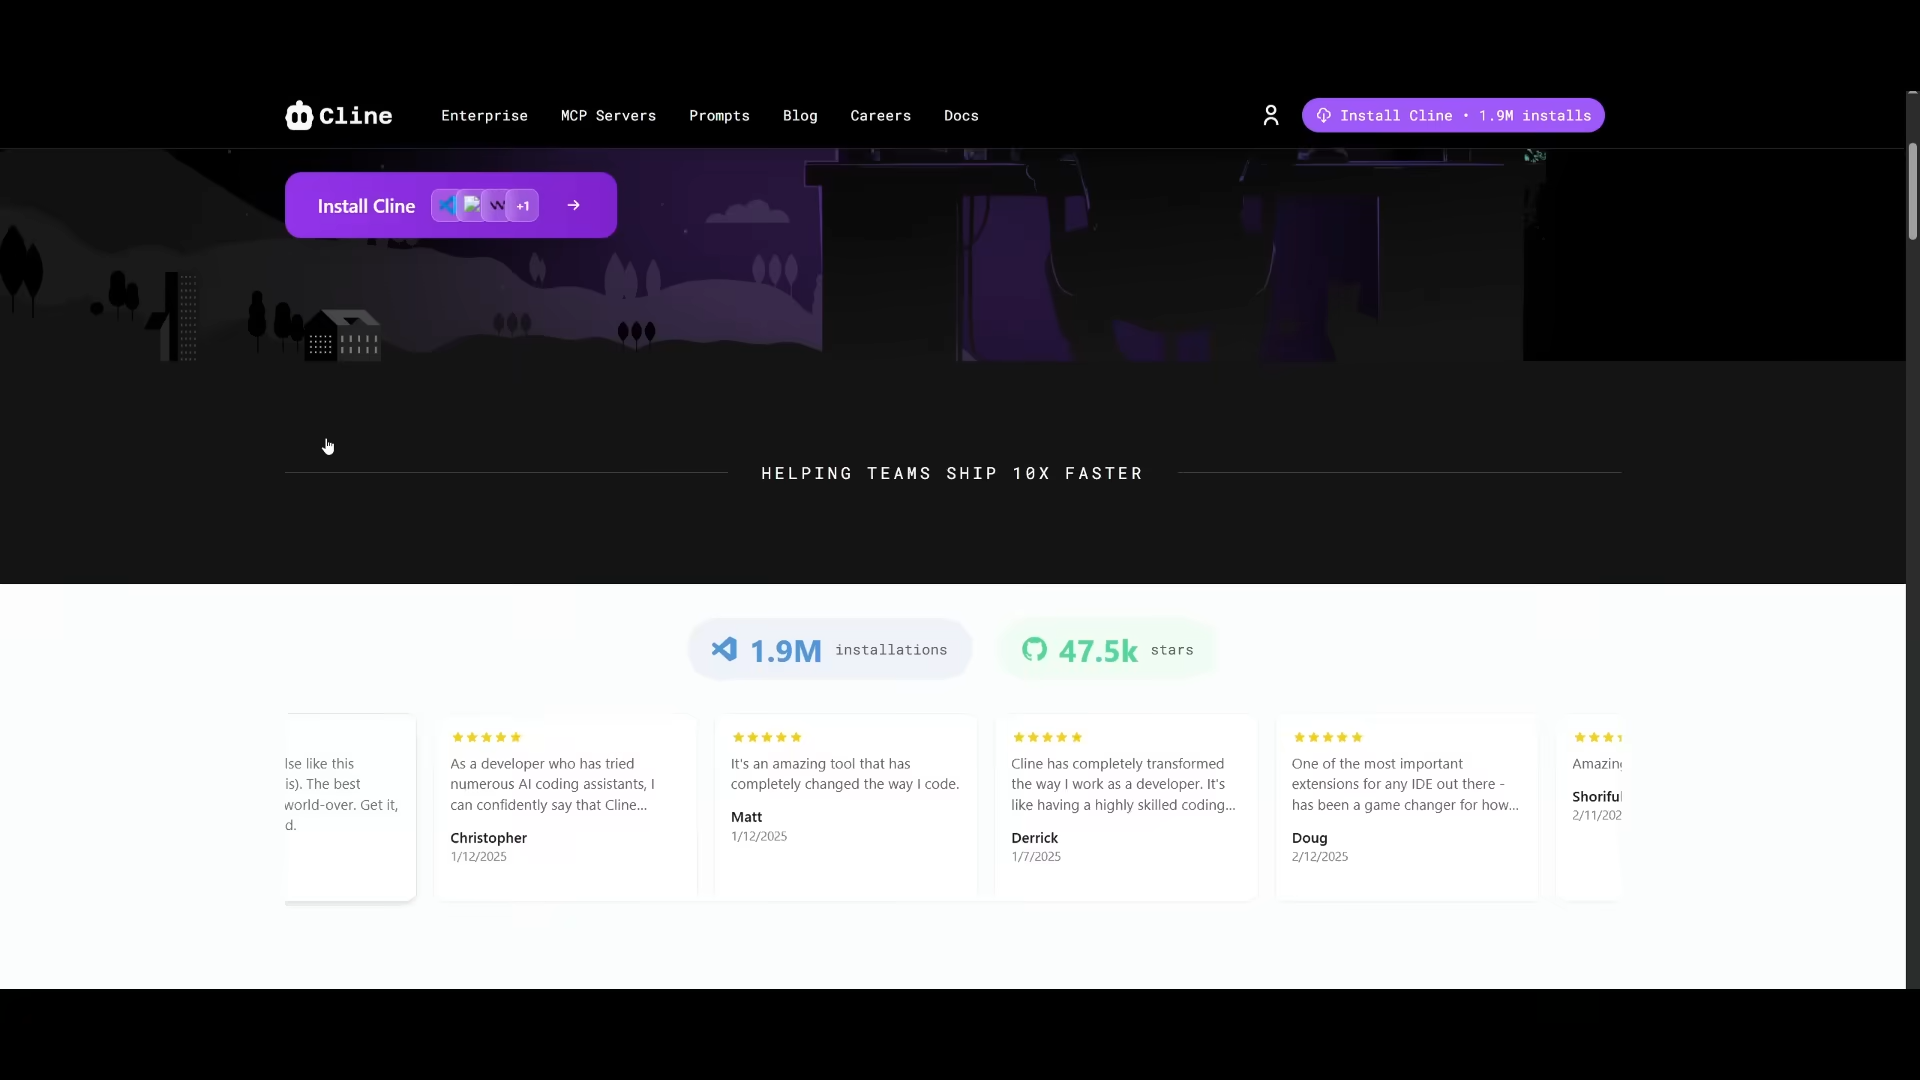 Cline
Enterprise
MCP Servers
Prompts
Blog
Careers
Docs
Install Cline • 1.9M installs
Install Cline
+1
HELPING TEAMS SHIP 10X FASTER
1.9M installations
47.5k stars
lse like this
is). The best
world-over. Get it,
d.
As a developer who has tried
numerous AI coding assistants, I
can confidently say that Cline...
Christopher
1/12/2025
It's an amazing tool that has
completely changed the way I code.
Matt
1/12/2025
Cline has completely transformed
the way I work as a developer. It's
like having a highly skilled coding...
Derrick
1/7/2025
One of the most important
extensions for any IDE out there -
has been a game changer for how...
Doug
2/12/2025
Amazing
Shoriful
2/11/202